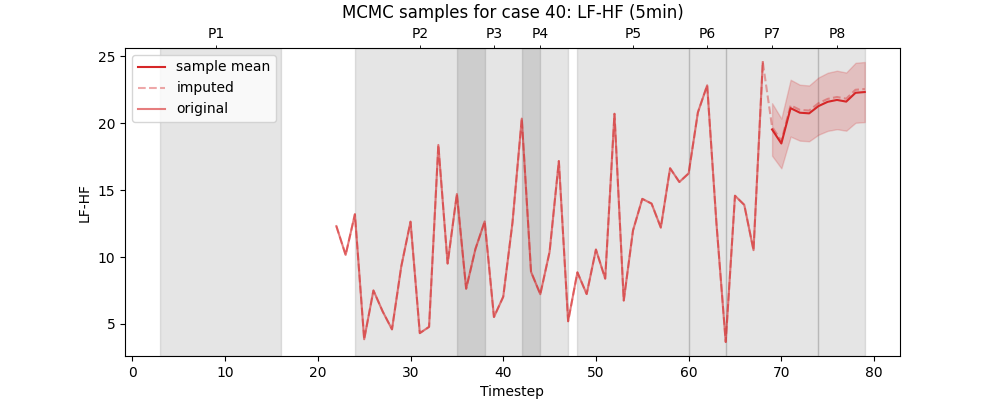 MCMC samples for case 40: LF-HF (5min)
P1 P2 P3 P4 P5 P6 P7 P8
sample mean
imputed
original
25
20
15
10
5
LF-HF
0 10 20 30 40 50 60 70 80
Timestep